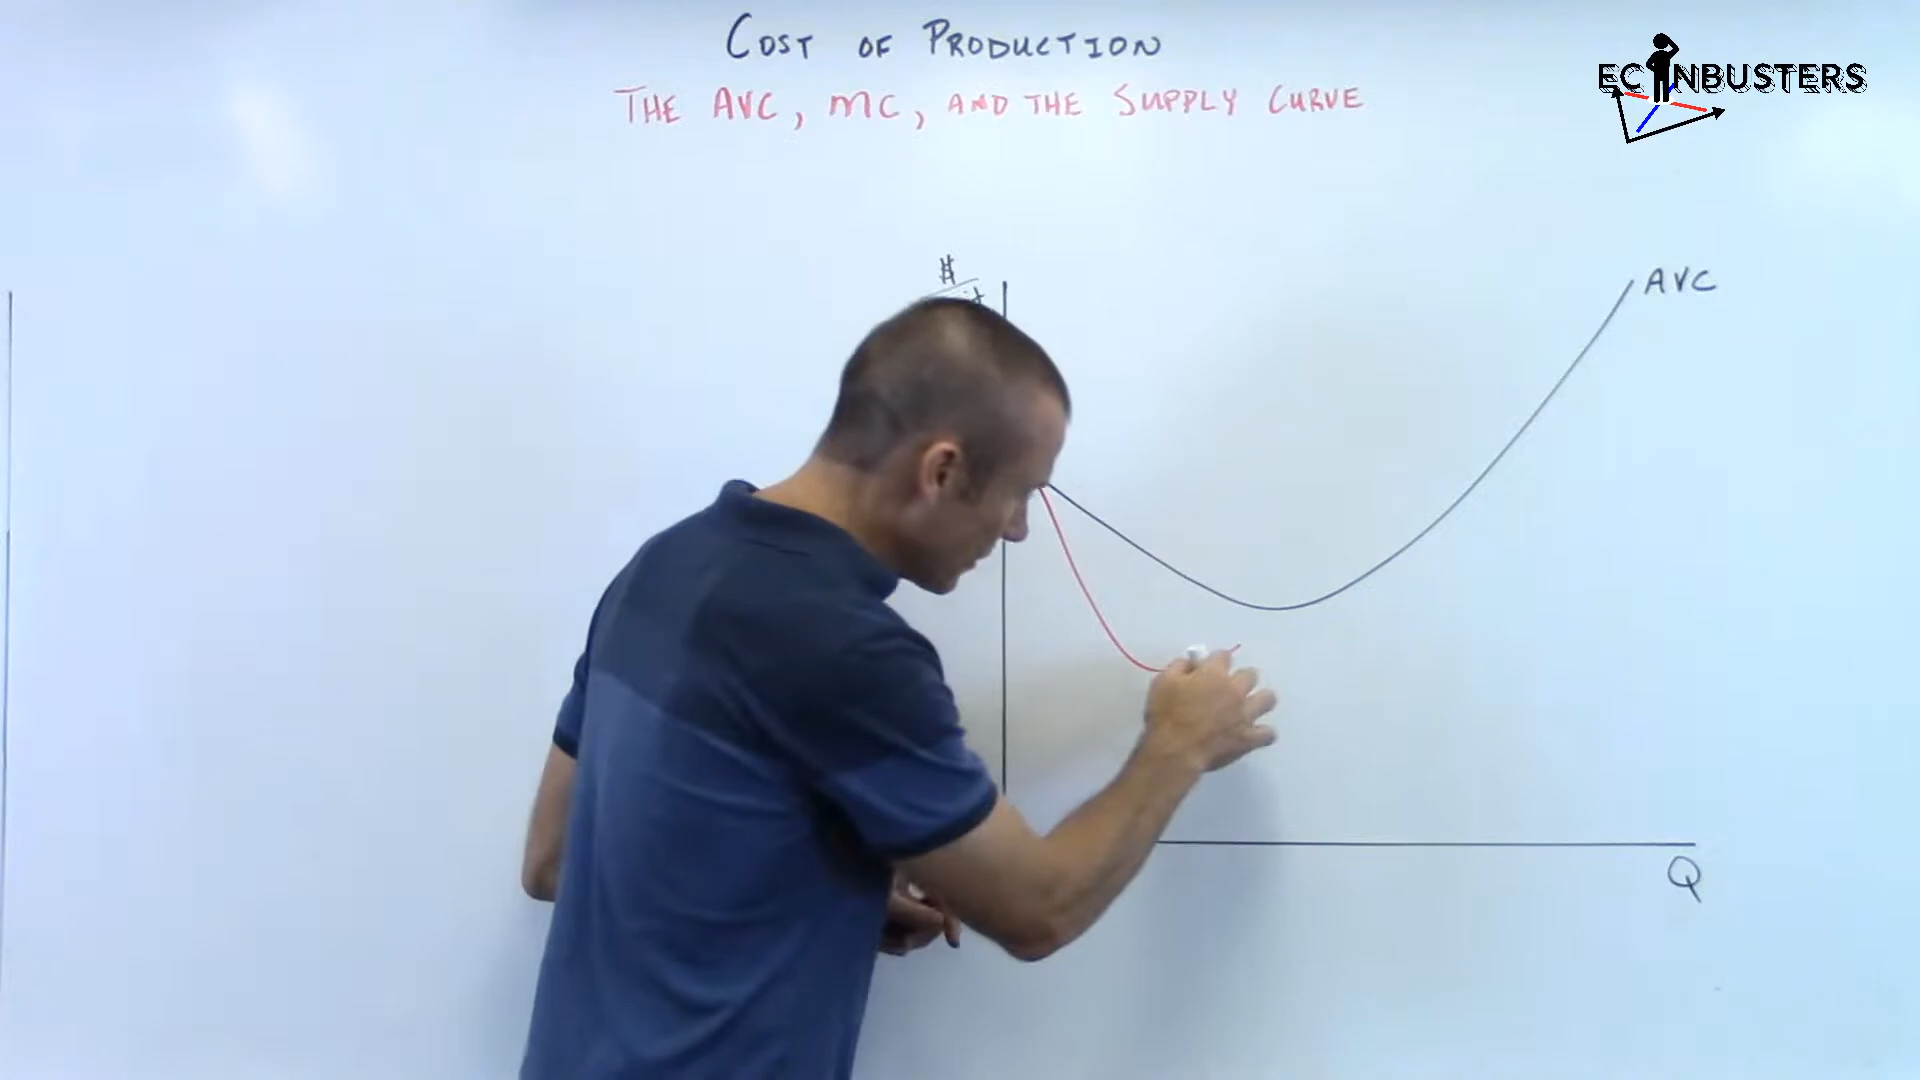 COST OF PRODUCTION
THE AVC, MC, AND THE SUPPLY CURVE
ECONBUSTERS
$
AVC
Q